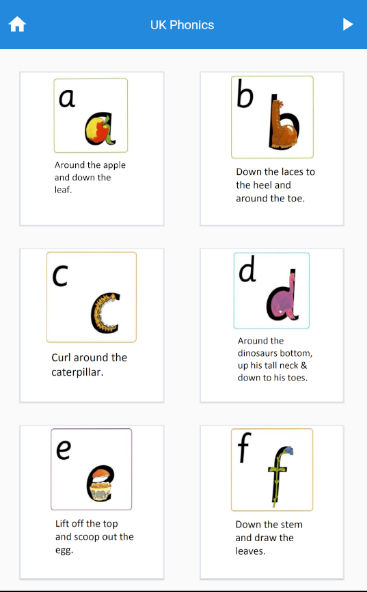 UK Phonics
a
a
Around the apple
and down the
leaf.
b
b
Down the laces to
the heel and
around the toe.
c
c
Curl around the
caterpillar.
d
d
Around the
dinosaurs bottom,
up his tall neck &
down to his toes.
e
e
Lift off the top
and scoop out the
egg.
f
f
Down the stem
and draw the
leaves.